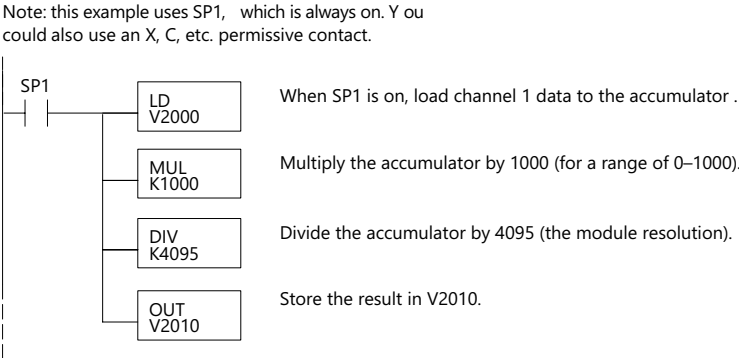 Note: this example uses SP1, which is always on. Y ou
could also use an X, C, etc. permissive contact.
SP1
LD
V2000
When SP1 is on, load channel 1 data to the accumulator .
MUL
K1000
Multiply the accumulator by 1000 (for a range of 0–1000).
DIV
K4095
Divide the accumulator by 4095 (the module resolution).
OUT
V2010
Store the result in V2010.